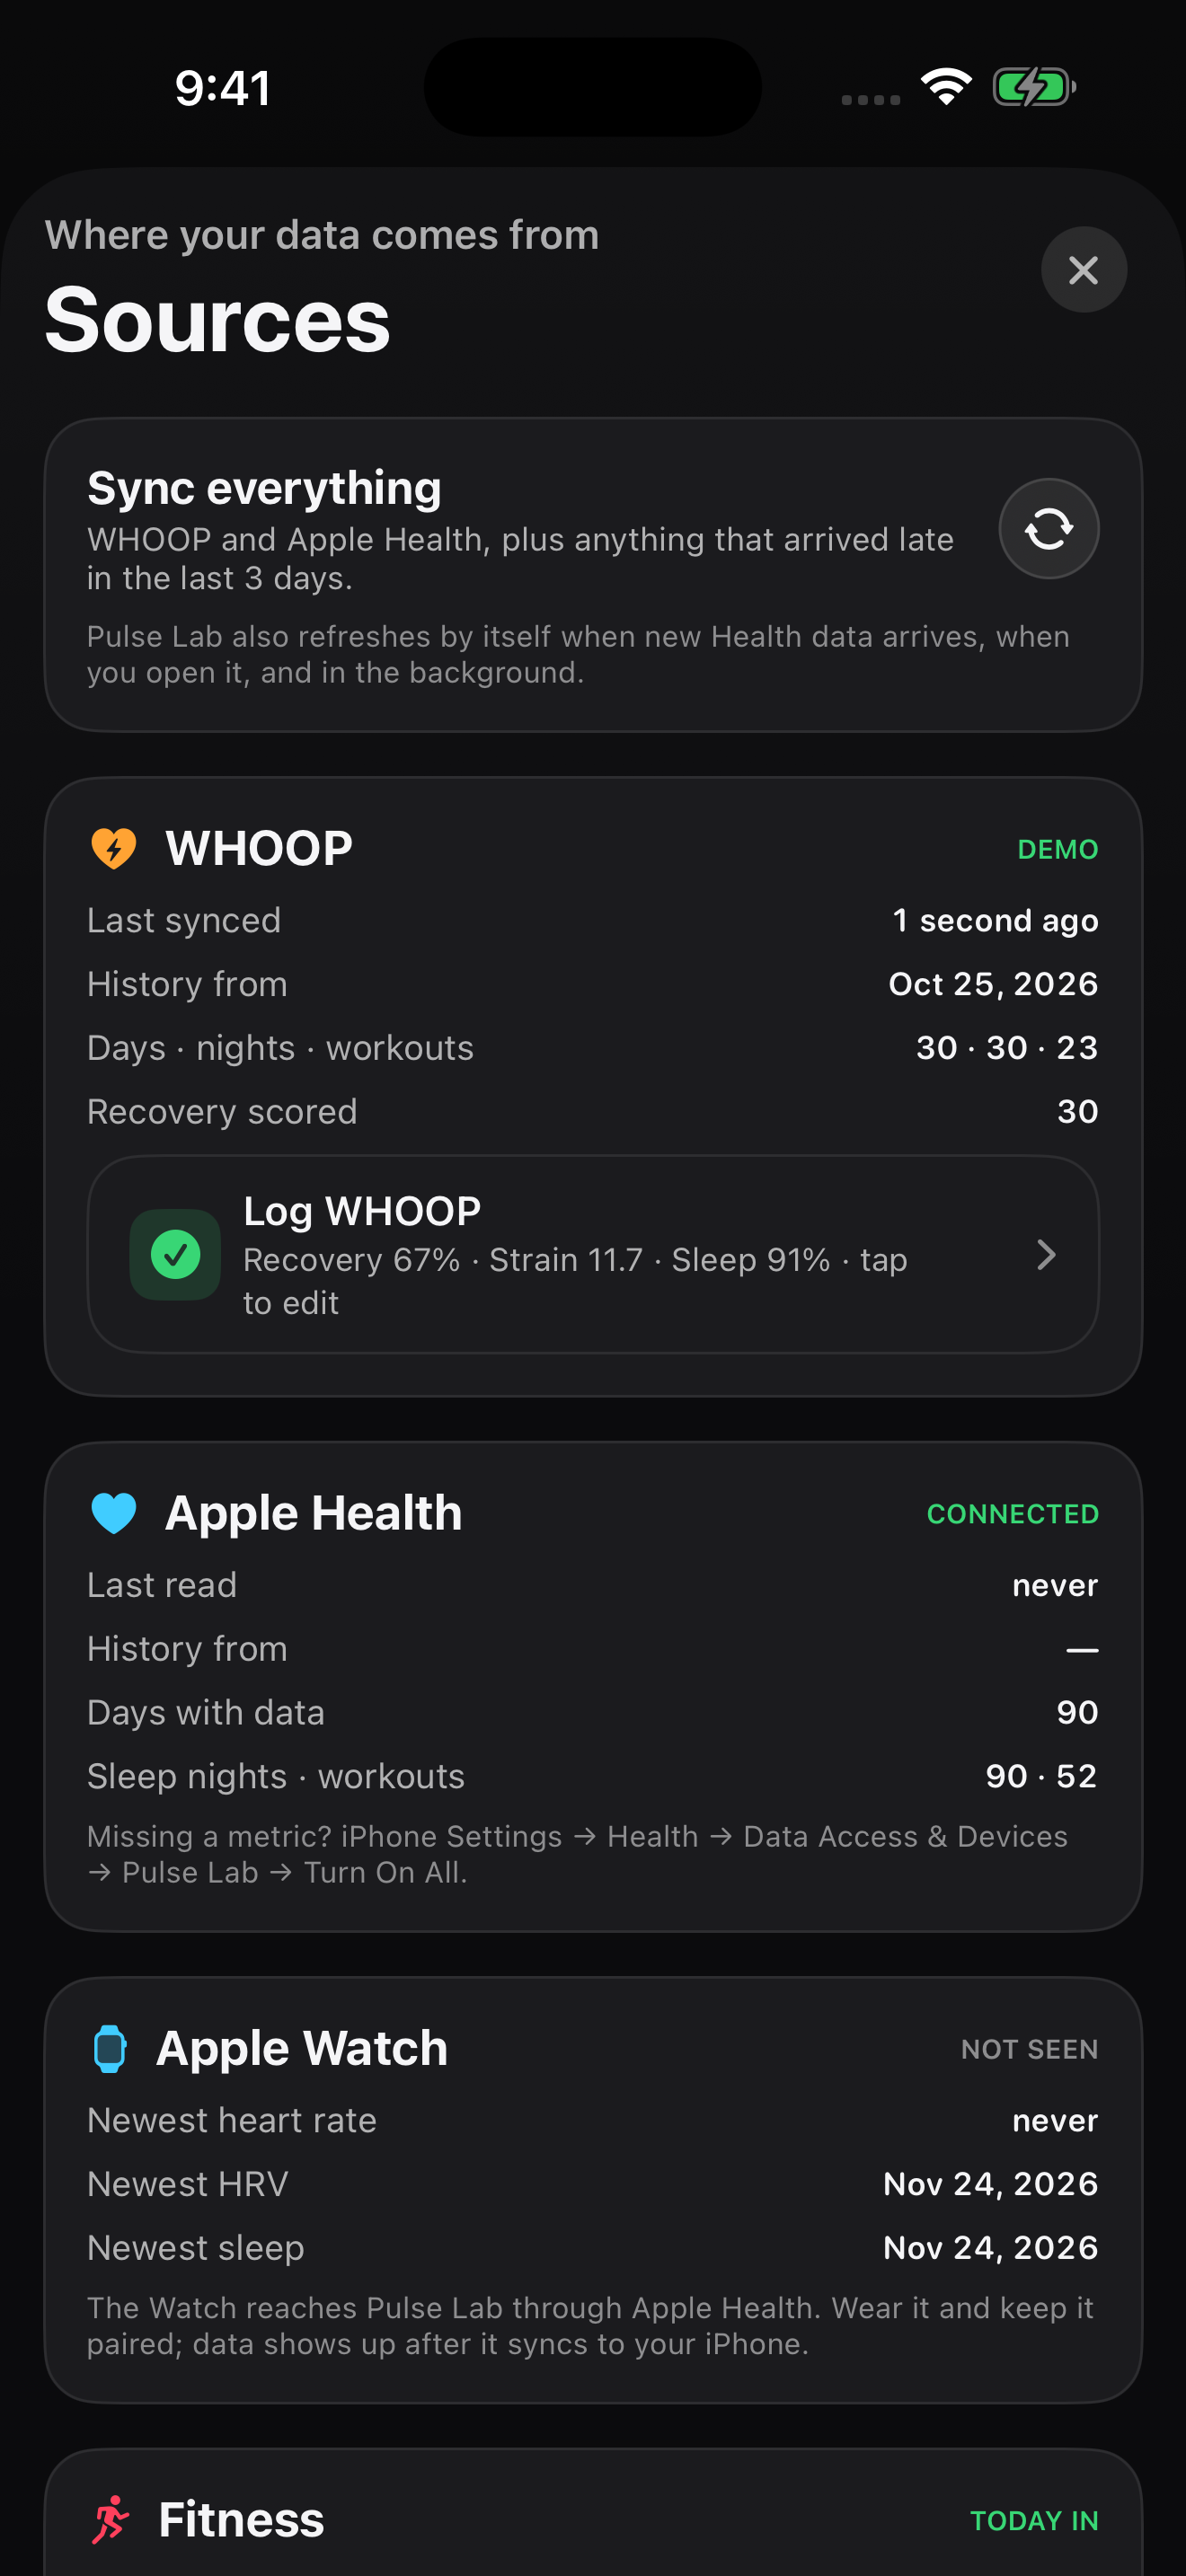 9:41
Where your data comes from
Sources
Sync everything
WHOOP and Apple Health, plus anything that arrived late
in the last 3 days.
Pulse Lab also refreshes by itself when new Health data arrives, when
you open it, and in the background.
WHOOP DEMO
Last synced 1 second ago
History from Oct 25, 2026
Days · nights · workouts 30 · 30 · 23
Recovery scored 30
Log WHOOP
Recovery 67% · Strain 11.7 · Sleep 91% · tap
to edit
Apple Health CONNECTED
Last read never
History from —
Days with data 90
Sleep nights · workouts 90 · 52
Missing a metric? iPhone Settings → Health → Data Access & Devices
→ Pulse Lab → Turn On All.
Apple Watch NOT SEEN
Newest heart rate never
Newest HRV Nov 24, 2026
Newest sleep Nov 24, 2026
The Watch reaches Pulse Lab through Apple Health. Wear it and keep it
paired; data shows up after it syncs to your iPhone.
Fitness TODAY IN